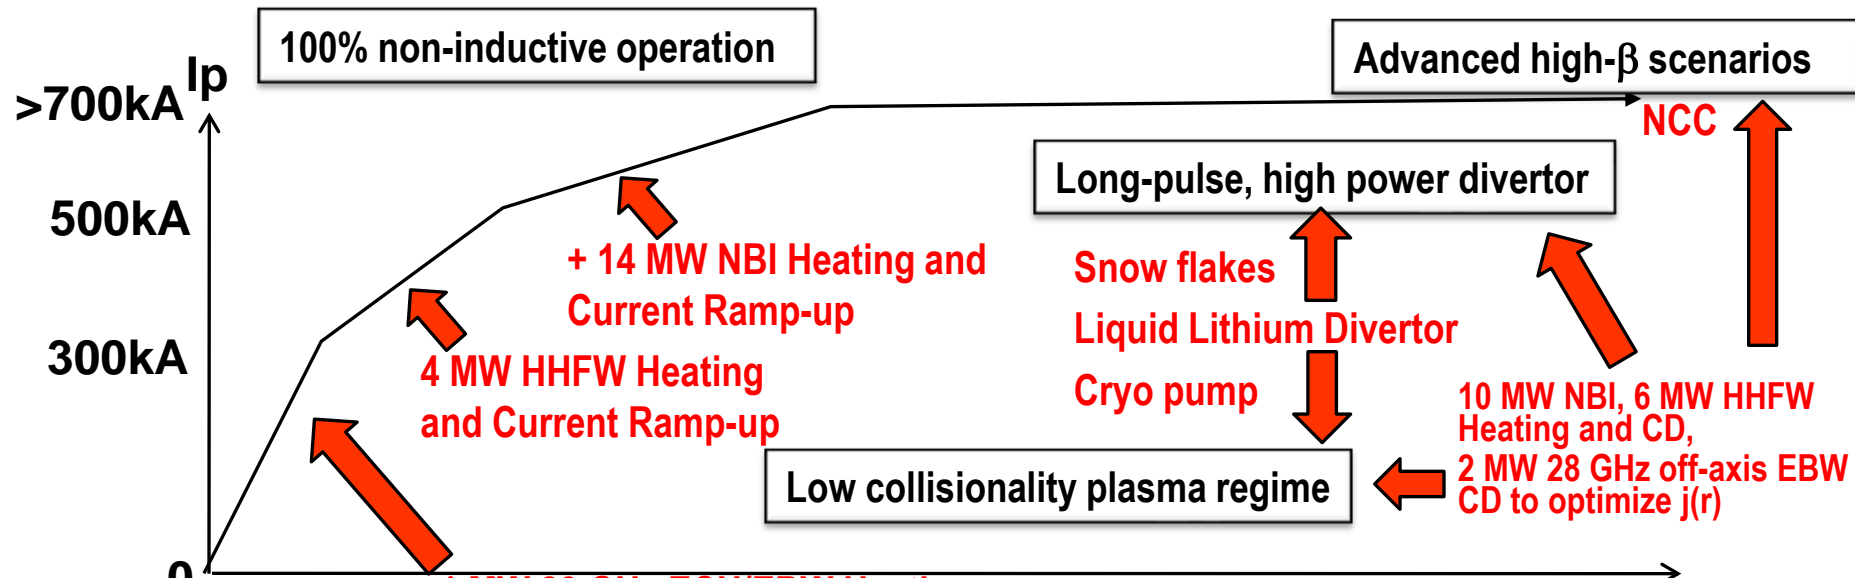 100% non-inductive operation
Advanced high-β scenarios
Ip
>700kA
NCC
Long-pulse, high power divertor
500kA
+ 14 MW NBI Heating and
Current Ramp-up
Snow flakes
Liquid Lithium Divertor
Cryo pump
300kA
4 MW HHFW Heating
and Current Ramp-up
10 MW NBI, 6 MW HHFW
Heating and CD,
2 MW 28 GHz off-axis EBW
CD to optimize j(r)
Low collisionality plasma regime
0